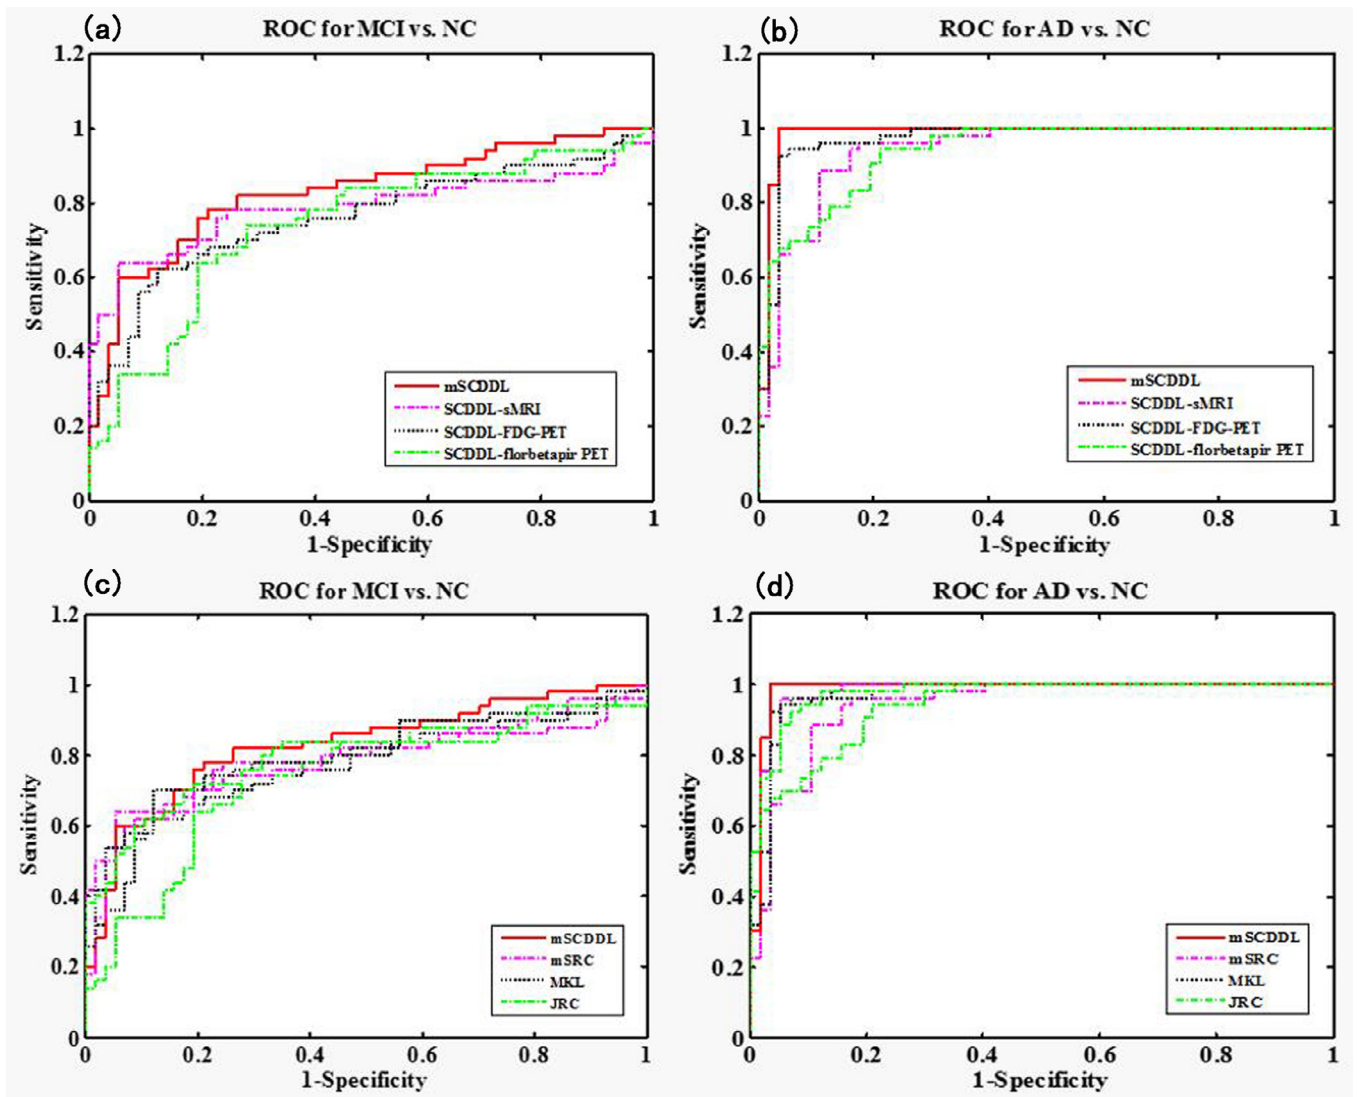 (a)
ROC for MCI vs. NC
1.2
1
0.8
0.6
0.4
0.2
0
Sensitivity
mSCDDL
SCDDL-sMRI
SCDDL-FDG-PET
SCDDL-florbetapir PET
0 0.2 0.4 0.6 0.8 1
1-Specificity
(b)
ROC for AD vs. NC
1.2
1
0.8
0.6
0.4
0.2
0
Sensitivity
mSCDDL
SCDDL-sMRI
SCDDL-FDG-PET
SCDDL-florbetapir PET
0 0.2 0.4 0.6 0.8 1
1-Specificity
(c)
ROC for MCI vs. NC
1.2
1
0.8
0.6
0.4
0.2
0
Sensitivity
mSCDDL
mSRC
MKL
JRC
0 0.2 0.4 0.6 0.8 1
1-Specificity
(d)
ROC for AD vs. NC
1.2
1
0.8
0.6
0.4
0.2
0
Sensitivity
mSCDDL
mSRC
MKL
JRC
0 0.2 0.4 0.6 0.8 1
1-Specificity